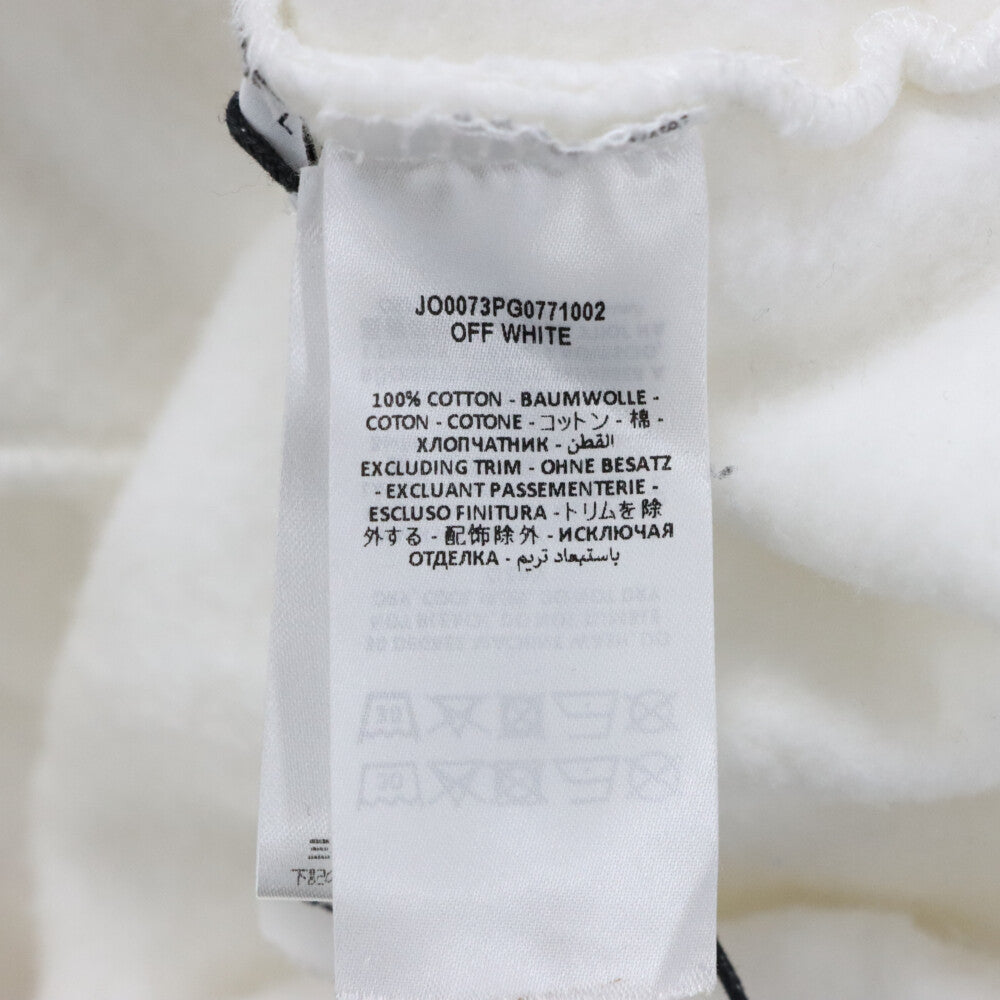 JO0073PG0771002
OFF WHITE
100% COTTON - BAUMWOLLE -
COTON - COTONE - コットン - 棉 -
ХЛОПЧАТНИК - القطن
EXCLUDING TRIM - OHNE BESATZ
- EXCLUANT PASSEMENTERIE -
ESCLUSO FINITURA -トリムを除
外する - 配饰除外 - ИСКЛЮЧАЯ
ОТДЕЛКА - باستبعاد تريم